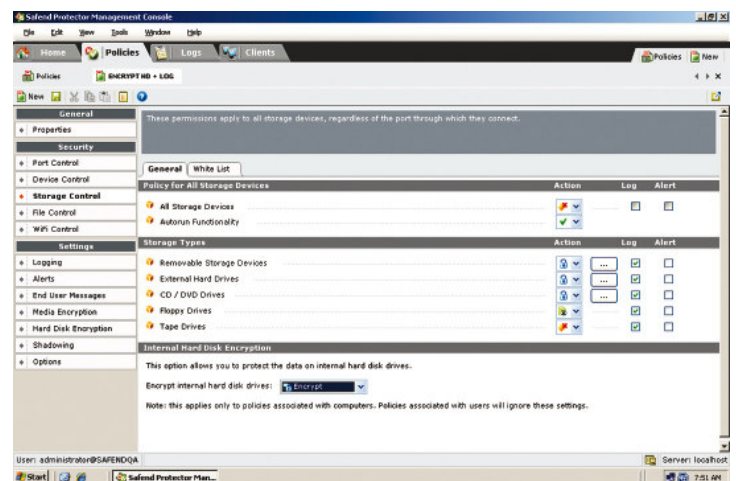 Safend Protector Management Console
File Edit View Tools Window Help
Home Policies Logs Clients Policies New
Policies ENCRYPT HD + LOG
New
General
Properties
Security
Port Control
Device Control
Storage Control
File Control
WiFi Control
Settings
Logging
Alerts
End User Messages
Media Encryption
Hard Disk Encryption
Shadowing
Options
These permissions apply to all storage devices, regardless of the port through which they connect.
General White List
Policy for All Storage Devices Action Log Alert
All Storage Devices
Autorun Functionality
Storage Types Action Log Alert
Removable Storage Devices ...
External Hard Drives ...
CD / DVD Drives ...
Floppy Drives
Tape Drives
Internal Hard Disk Encryption
This option allows you to protect the data on internal hard disk drives.
Encrypt internal hard disk drives: Encrypt
Note: this applies only to policies associated with computers. Policies associated with users will ignore these settings.
User: administrator@SAFENDQA Server: localhost
Start Safend Protector Man... 7:51 AM